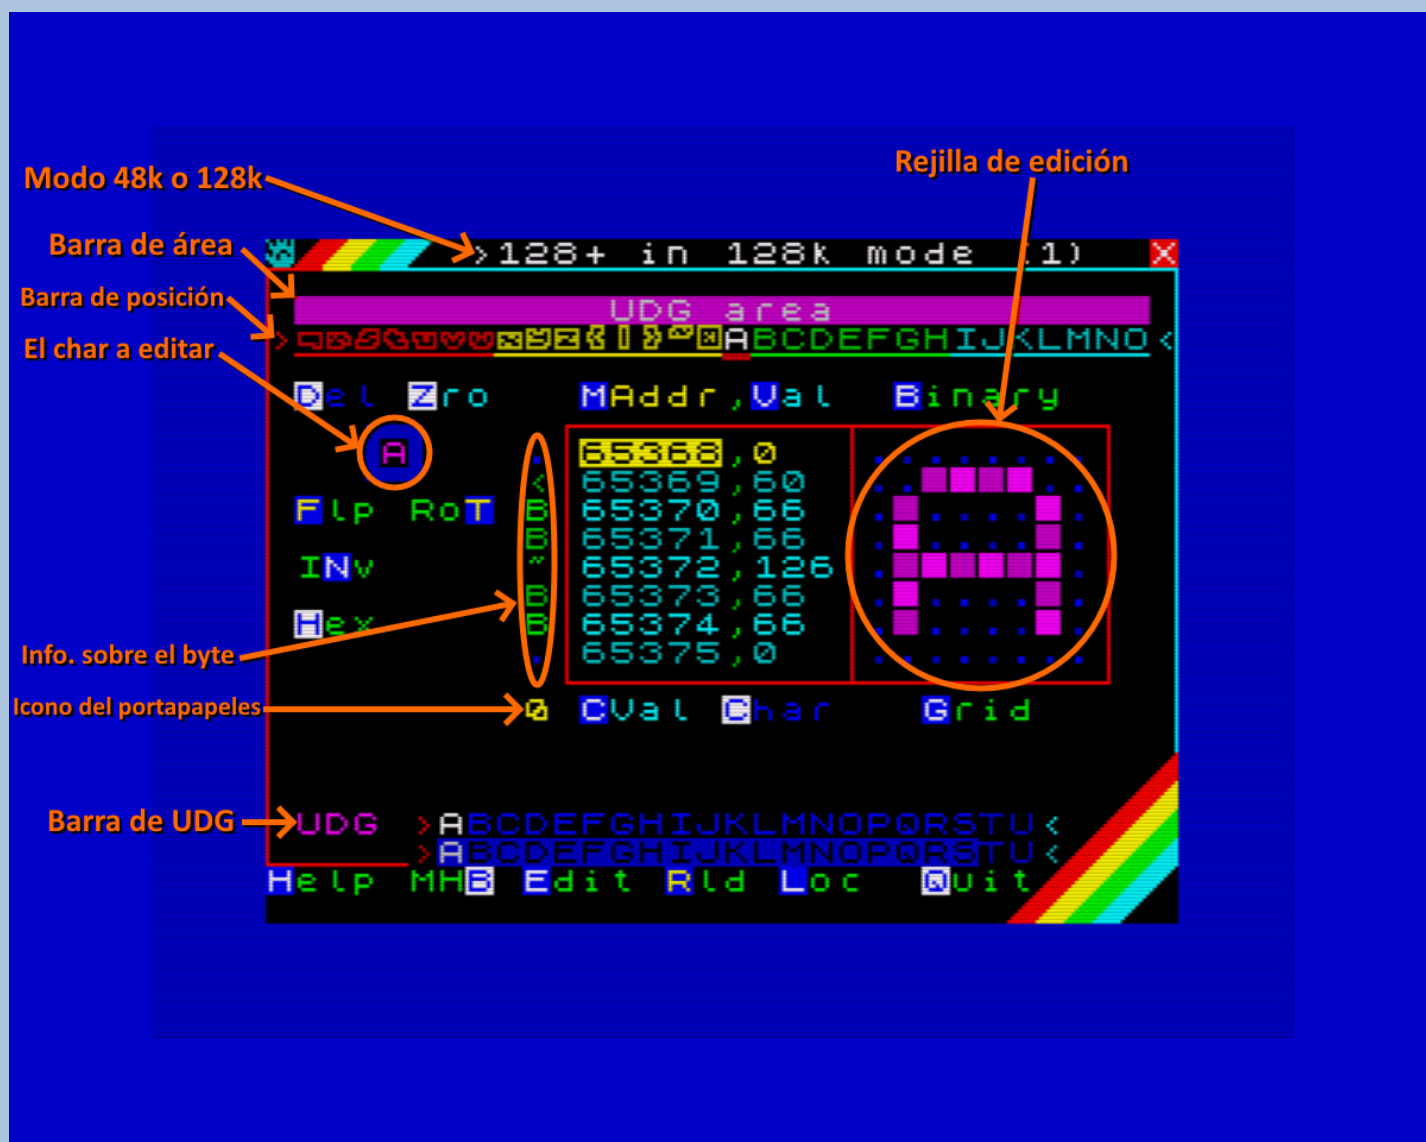 Modo 48k o 128k
Rejilla de edición
Barra de área
>128+ in 128k mode (1) X
Barra de posición
UDG area
El char a editar
> ABCDEFGHIJKLMNO <
Del Zro MAddr,Val Binary
A
65368,0
< 65369,60
Flp RoT B 65370,66
B 65371,66
INv ~ 65372,126
B 65373,66
Hex B 65374,66
Info. sobre el byte
65375,0
Icono del portapapeles
0 CVal Char Grid
Barra de UDG
UDG >ABCDEFGHIJKLMNOPQRSTU<
>ABCDEFGHIJKLMNOPQRSTU<
Help MHB Edit Rld Loc Quit